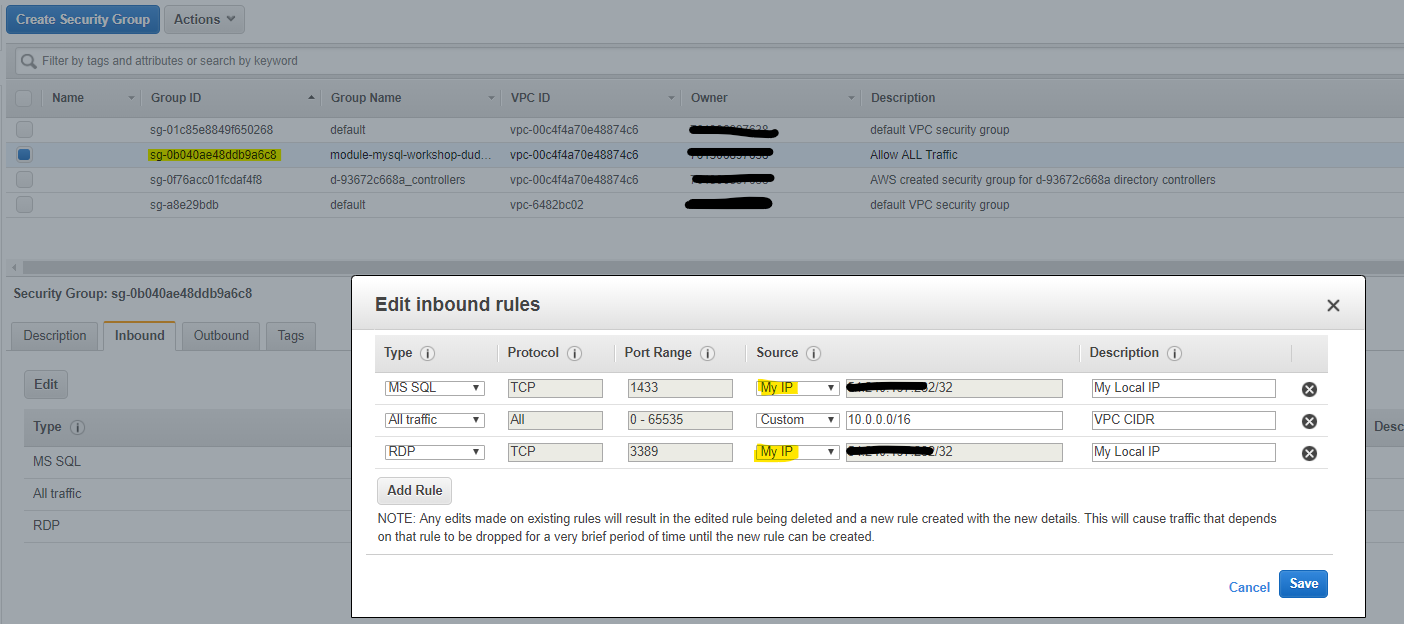 Create Security Group Actions
Filter by tags and attributes or search by keyword
Name Group ID Group Name VPC ID Owner Description
sg-01c85e8849f650268 default vpc-00c4f4a70e48874c6 default VPC security group
sg-0b040ae48ddb9a6c8 module-mysql-workshop-dud... vpc-00c4f4a70e48874c6 Allow ALL Traffic
sg-0f76acc01fcdaf4f8 d-93672c668a_controllers vpc-00c4f4a70e48874c6 AWS created security group for d-93672c668a directory controllers
sg-a8e29bdb default vpc-6482bc02 default VPC security group
Security Group: sg-0b040ae48ddb9a6c8
Description Inbound Outbound Tags
Edit
Type
MS SQL
All traffic
RDP
Desc
Edit inbound rules
Type Protocol Port Range Source Description
MS SQL TCP 1433 My IP /32 My Local IP
All traffic All 0 - 65535 Custom 10.0.0.0/16 VPC CIDR
RDP TCP 3389 My IP /32 My Local IP
Add Rule
NOTE: Any edits made on existing rules will result in the edited rule being deleted and a new rule created with the new details. This will cause traffic that depends
on that rule to be dropped for a very brief period of time until the new rule can be created.
Cancel Save